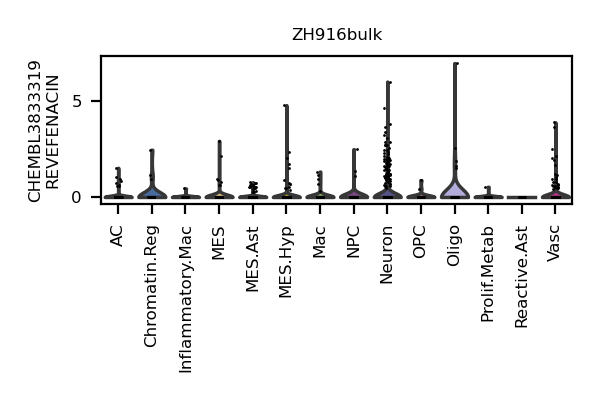 ZH916bulk
CHEMBL3833319
REVEFENACIN
5
0
AC
Chromatin.Reg
Inflammatory.Mac
MES
MES.Ast
MES.Hyp
Mac
NPC
Neuron
OPC
Oligo
Prolif.Metab
Reactive.Ast
Vasc